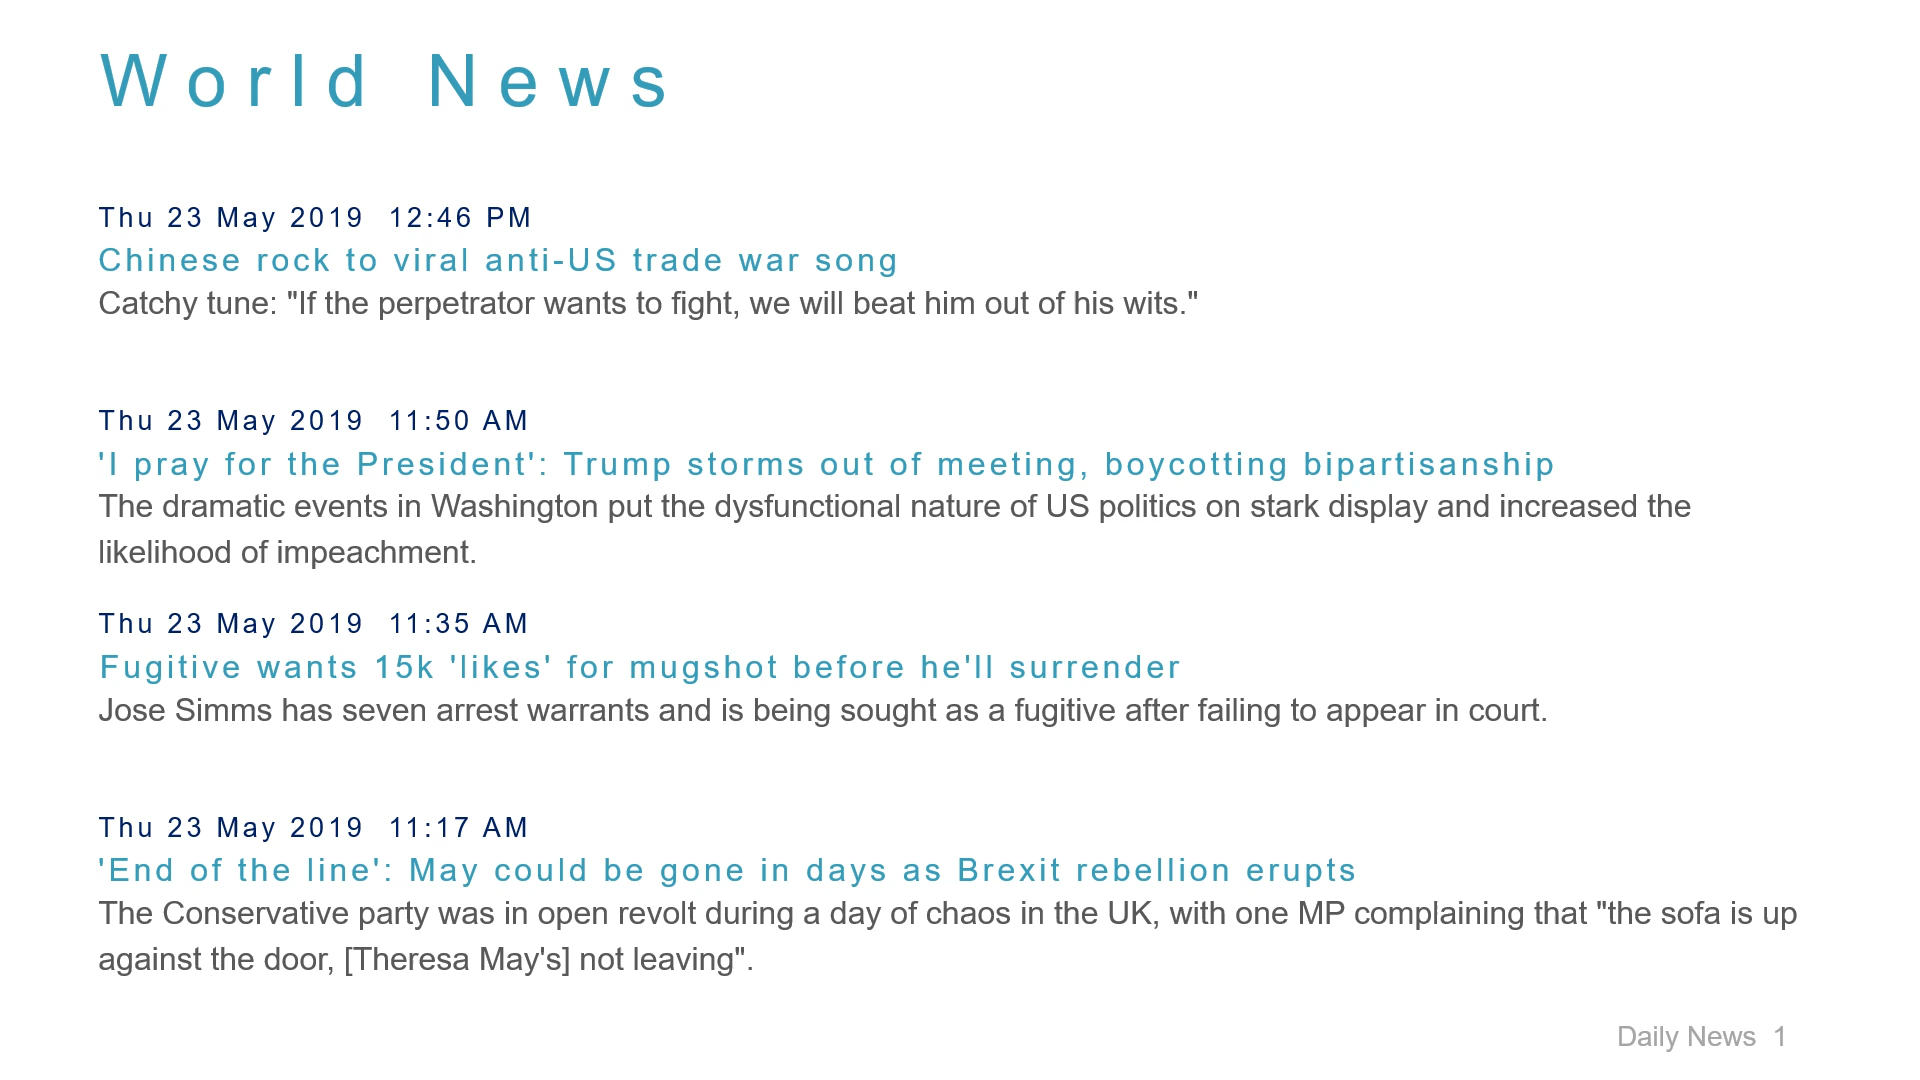 World News
Thu 23 May 2019  12:46 PM
Chinese rock to viral anti-US trade war song
Catchy tune: "If the perpetrator wants to fight, we will beat him out of his wits."
Thu 23 May 2019  11:50 AM
'I pray for the President': Trump storms out of meeting, boycotting bipartisanship
The dramatic events in Washington put the dysfunctional nature of US politics on stark display and increased the
likelihood of impeachment.
Thu 23 May 2019  11:35 AM
Fugitive wants 15k 'likes' for mugshot before he'll surrender
Jose Simms has seven arrest warrants and is being sought as a fugitive after failing to appear in court.
Thu 23 May 2019  11:17 AM
'End of the line': May could be gone in days as Brexit rebellion erupts
The Conservative party was in open revolt during a day of chaos in the UK, with one MP complaining that "the sofa is up
against the door, [Theresa May's] not leaving".
Daily News  1